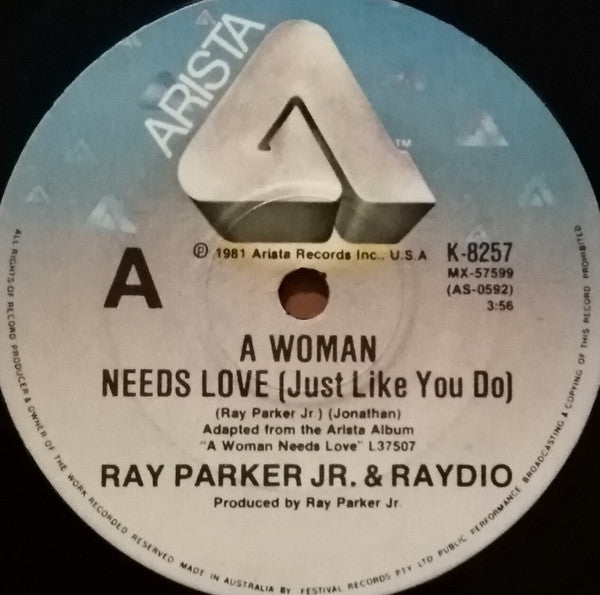 ARISTA
TM
A
℗ 1981 Arista Records Inc., U.S.A
K-8257
MX-57599
(AS-0592)
3:56
A WOMAN
NEEDS LOVE (Just Like You Do)
(Ray Parker Jr ) (Jonathan)
Adapted from the Arista Album
"A Woman Needs Love" L37507
RAY PARKER JR. & RAYDIO
Produced by Ray Parker Jr.
ALL RIGHTS OF RECORD PRODUCER & OWNER OF THE WORK RECORDED RESERVED MADE IN AUSTRALIA BY FESTIVAL RECORDS PTY LTD PUBLIC PERFORMANCE BROADCASTING & COPYING OF THIS RECORD PROHIBITED